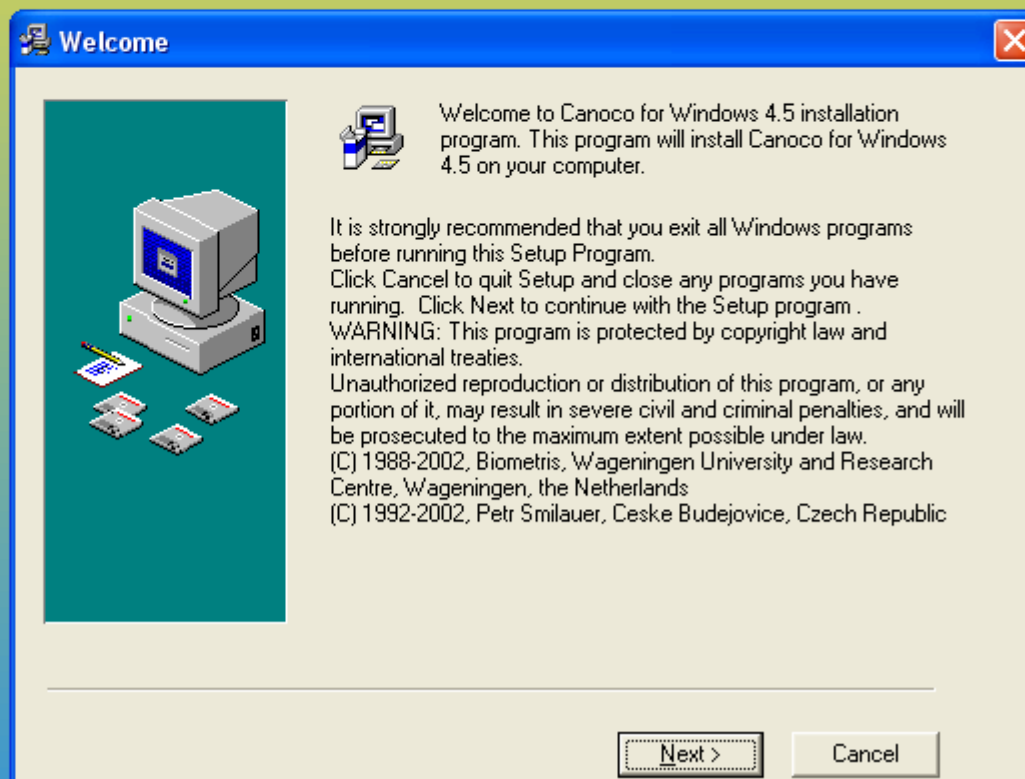 Welcome
Welcome to Canoco for Windows 4.5 installation
program. This program will install Canoco for Windows
4.5 on your computer.
It is strongly recommended that you exit all Windows programs
before running this Setup Program.
Click Cancel to quit Setup and close any programs you have
running.  Click Next to continue with the Setup program .
WARNING: This program is protected by copyright law and
international treaties.
Unauthorized reproduction or distribution of this program, or any
portion of it, may result in severe civil and criminal penalties, and will
be prosecuted to the maximum extent possible under law.
(C) 1988-2002, Biometris, Wageningen University and Research
Centre, Wageningen, the Netherlands
(C) 1992-2002, Petr Smilauer, Ceske Budejovice, Czech Republic
Next > Cancel